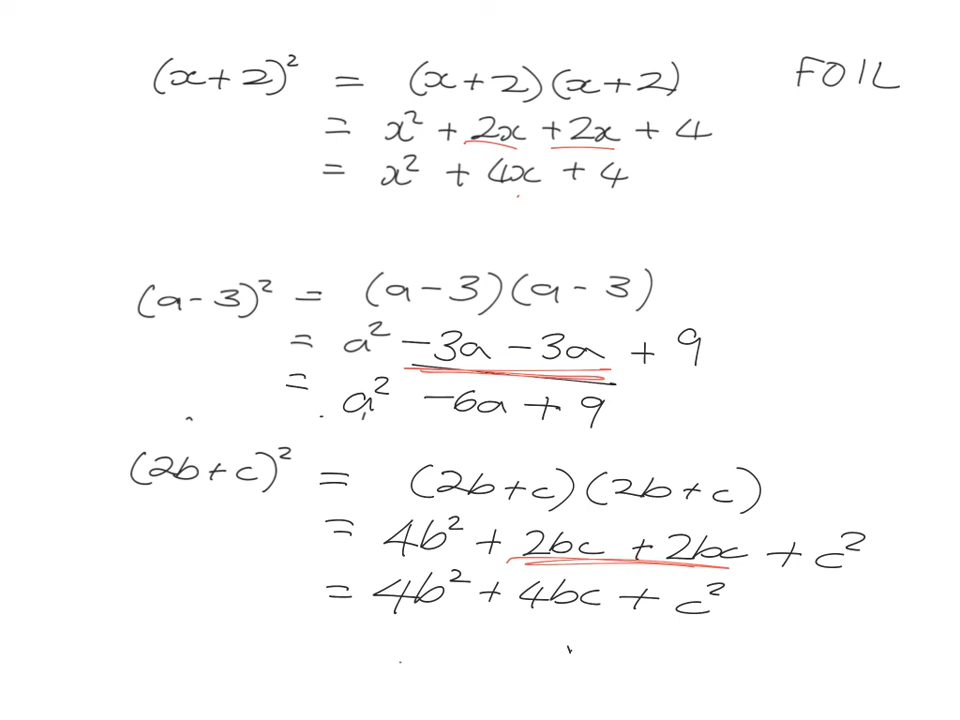 (x+2)² = (x+2)(x+2) FOIL
= x² + 2x + 2x + 4
= x² + 4x + 4
(a-3)² = (a-3)(a-3)
= a² -3a -3a + 9
= a² -6a + 9
(2b+c)² = (2b+c)(2b+c)
= 4b² + 2bc + 2bc + c²
= 4b² + 4bc + c²